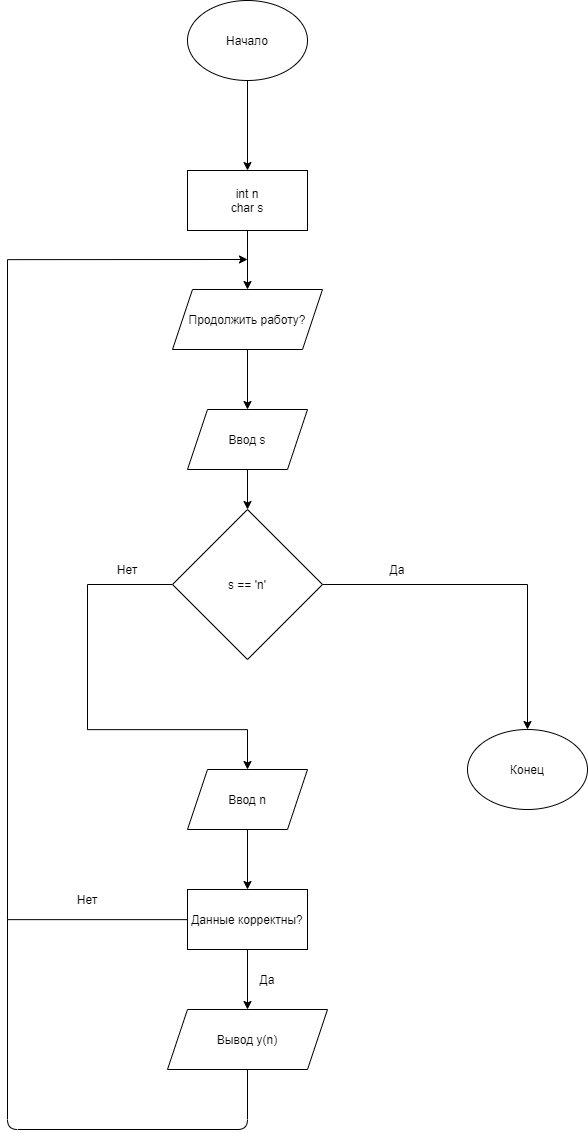 Начало
int n
char s
Продолжить работу?
Ввод s
s == 'n'
Нет
Да
Конец
Ввод n
Данные корректны?
Нет
Да
Вывод y(n)